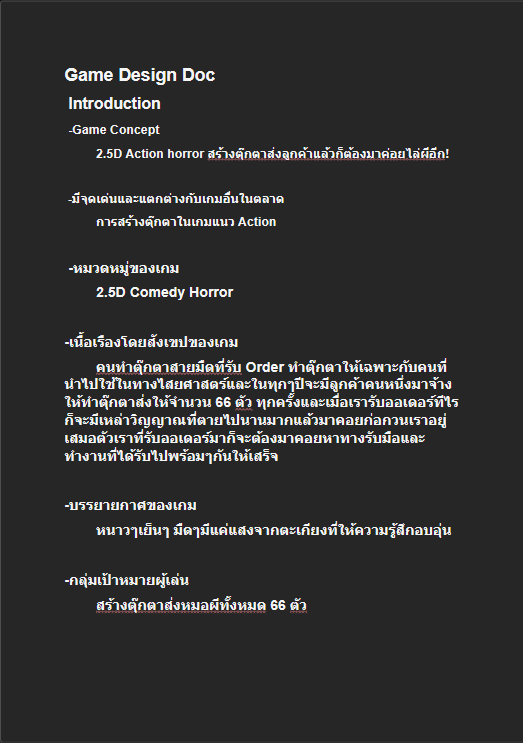 Game Design Doc
Introduction
-Game Concept
2.5D Action horror สร้างตุ๊กตาส่งลูกค้าแล้วก็ต้องมาค่อยไล่ผีอีก!
-มีจุดเด่นและแตกต่างกับเกมอื่นในตลาด
การสร้างตุ๊กตาในเกมแนว Action
-หมวดหมู่ของเกม
2.5D Comedy Horror
-เนื้อเรื่องโดยสังเขปของเกม
คนทำตุ๊กตาสายมืดที่รับ Order ทำตุ๊กตาให้เฉพาะกับคนที่
นำไปใช้ในทางไสยศาสตร์และในทุกๆปีจะมีลูกค้าคนหนึ่งมาจ้าง
ให้ทำตุ๊กตาส่งให้จำนวน 66 ตัว ทุกครั้งและเมื่อเรารับออเดอร์ทีไร
ก็จะมีเหล่าวิญญาณที่ตายไปนานมากแล้วมาคอยก่อกวนเราอยู่
เสมอตัวเราที่รับออเดอร์มาก็จะต้องมาคอยหาทางรับมือและ
ทำงานที่ได้รับไปพร้อมๆกันให้เสร็จ
-บรรยายกาศของเกม
หนาวๆเย็นๆ มืดๆมีแค่แสงจากตะเกียงที่ให้ความรู้สึกอบอุ่น
-กลุ่มเป้าหมายผู้เล่น
สร้างตุ๊กตาส่งหมอผีทั้งหมด 66 ตัว